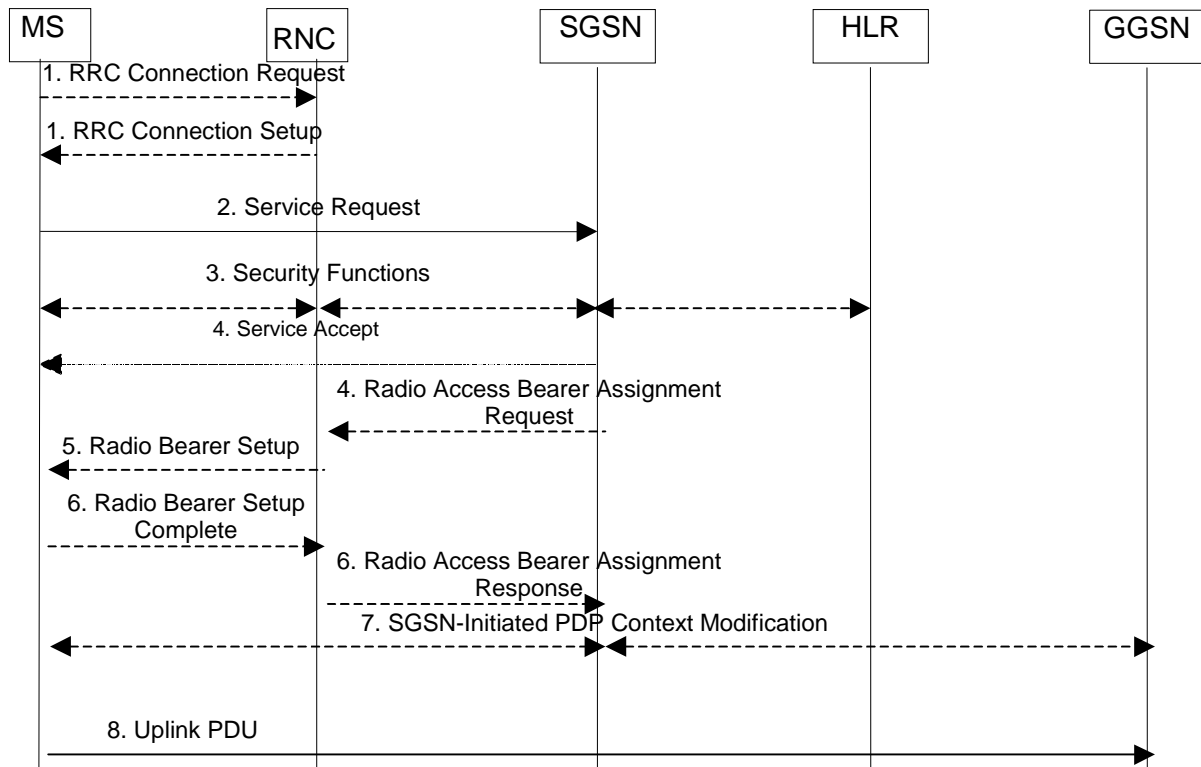 MS
RNC
SGSN
HLR
GGSN
1. RRC Connection Request
1. RRC Connection Setup
2. Service Request
3. Security Functions
4. Service Accept
4. Radio Access Bearer Assignment
Request
5. Radio Bearer Setup
6. Radio Bearer Setup
Complete
6. Radio Access Bearer Assignment
Response
7. SGSN-Initiated PDP Context Modification
8. Uplink PDU